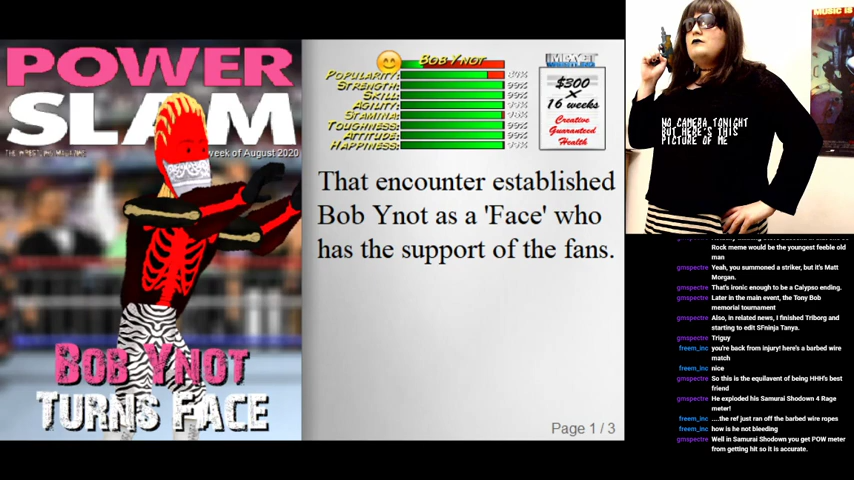 POWER
SLAM
THE WRESTLING MAGAZINE
week of August 2020
BOB YNOT
TURNS FACE
BOB YNOT
POPULARITY:
STRENGTH: 99%
SKILL: 99%
AGILITY:
STAMINA:
TOUGHNESS: 99%
ATTITUDE: 99%
HAPPINESS:
IMPACT
WRESTLING
$300
X
16 weeks
Creative
Guaranteed
Health
That encounter established
Bob Ynot as a 'Face' who
has the support of the fans.
Page 1 / 3
MUSIC IS
NO CAMERA TONIGHT
BUT HERE'S THIS
PICTURE OF ME
Rock meme would be the youngest feeble old
man
gmspectre Yeah, you summoned a striker, but it's Matt
Morgan.
gmspectre That's ironic enough to be a Calypso ending.
gmspectre Later in the main event, the Tony Bob
memorial tournament
gmspectre Also, in related news, I finished Triborg and
starting to edit SFninja Tanya.
gmspectre Triguy
freem_inc you're back from injury! here's a barbed wire
match
freem_inc nice
gmspectre So this is the equilavent of being HHH's best
friend
gmspectre He exploded his Samurai Shodown 4 Rage
meter!
freem_inc ....the ref just ran off the barbed wire ropes
freem_inc how is he not bleeding
gmspectre Well in Samurai Shodown you get POW meter
from getting hit so it is accurate.